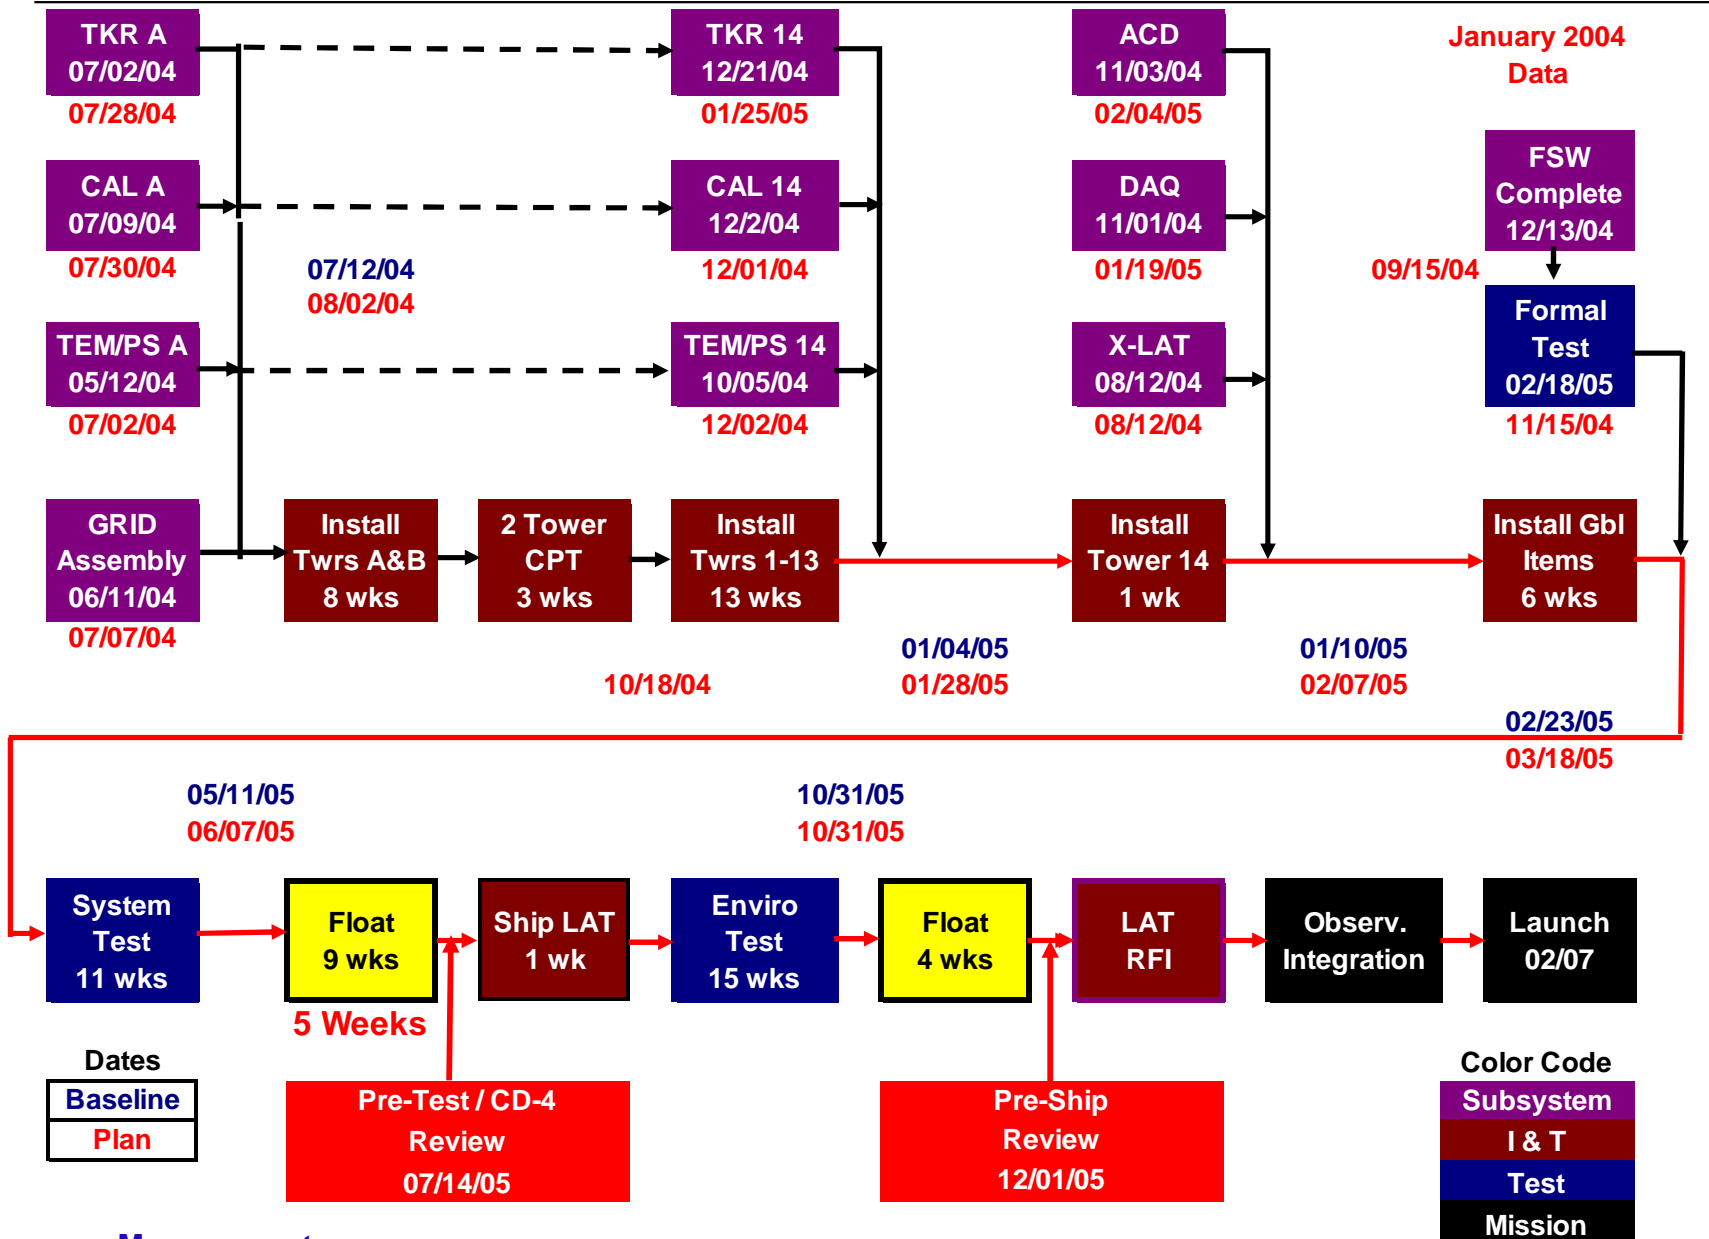 TKR A
07/02/04
07/28/04
TKR 14
12/21/04
01/25/05
ACD
11/03/04
02/04/05
January 2004
Data
CAL A
07/09/04
07/30/04
07/12/04
08/02/04
CAL 14
12/2/04
12/01/04
DAQ
11/01/04
01/19/05
FSW
Complete
12/13/04
09/15/04
TEM/PS A
05/12/04
07/02/04
TEM/PS 14
10/05/04
12/02/04
X-LAT
08/12/04
08/12/04
Formal
Test
02/18/05
11/15/04
GRID
Assembly
06/11/04
07/07/04
Install
Twrs A&B
8 wks
2 Tower
CPT
3 wks
Install
Twrs 1-13
13 wks
Install
Tower 14
1 wk
Install Gbl
Items
6 wks
10/18/04
01/04/05
01/28/05
01/10/05
02/07/05
02/23/05
03/18/05
05/11/05
06/07/05
10/31/05
10/31/05
System
Test
11 wks
Float
9 wks
5 Weeks
Ship LAT
1 wk
Enviro
Test
15 wks
Float
4 wks
LAT
RFI
Observ.
Integration
Launch
02/07
Dates
Baseline
Plan
Pre-Test / CD-4
Review
07/14/05
Pre-Ship
Review
12/01/05
Color Code
Subsystem
I & T
Test
Mission